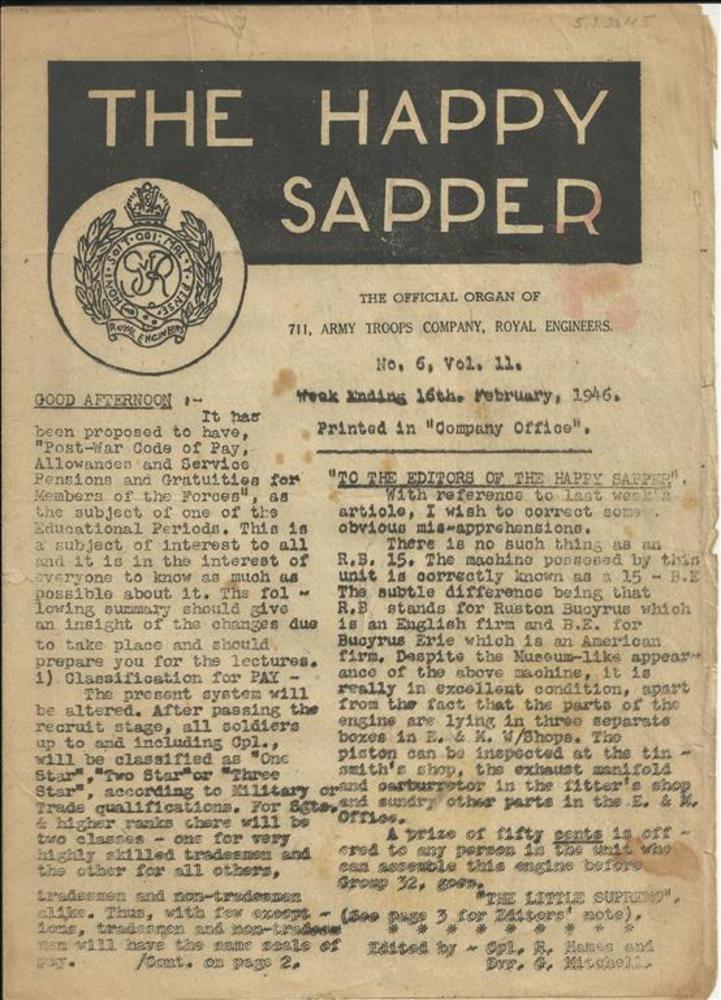 THE HAPPY
SAPPER
HONI · SOIT · QUI · MAL · Y · PENSE
ROYAL ENGINEERS
THE OFFICIAL ORGAN OF
711, ARMY TROOPS COMPANY, ROYAL ENGINEERS.
No. 6, Vol. 11.
Week Ending 16th. February, 1946.
Printed in "Company Office".
GOOD AFTERNOON :-
It has
been proposed to have,
"Post-War Code of Pay,
Allowances and Service
Pensions and Gratuities for
Members of the Forces", as
the subject of one of the
Educational Periods. This is
a subject of interest to all
and it is in the interest of
everyone to know as much as
possible about it. The fol -
lowing summary should give
an insight of the changes due
to take place and should
prepare you for the lectures.
1) Classification for PAY -
The present system will
be altered. After passing the
recruit stage, all soldiers
up to and including Cpl.,
will be classified as "One
Star","Two Star"or "Three
Star", according to Military or
Trade qualifications. For Sgts.
& higher ranks there will be
two classes - one for very
highly skilled tradesmen and
the other for all others,
tradesmen and non-tradesmen
alike. Thus, with few except -
ions, tradesmen and non-tradesmen
men will have the same scale of
pay. /Cont. on page 2.
"TO THE EDITORS OF THE HAPPY SAPPER".
With reference to last week's
article, I wish to correct some
obvious mis-apprehensions.
There is no such thing as an
R.B. 15. The machine possessed by this
unit is correctly known as a 15 - B.E
The subtle difference being that
R.B. stands for Ruston Bucyrus which
is an English firm and B.E. for
Bucyrus Erie which is an American
firm. Despite the Museum-like appear-
ance of the above machine, it is
really in excellent condition, apart
from the fact that the parts of the
engine are lying in three separate
boxes in E. & M. W/Shops. The
piston can be inspected at the tin -
smith's shop, the exhaust manifold
and carburretor in the fitter's shop
and sundry other parts in the E. & M.
Office.
A prize of fifty cents is off -
ered to any person in the unit who
can assemble this engine before
Group 32, goes.
"THE LITTLE SUPREMO".
(See page 3 for Editors' note).
* * * * * * * * *
Edited by - Cpl. R. Hames and
Dvr. G. Mitchell.